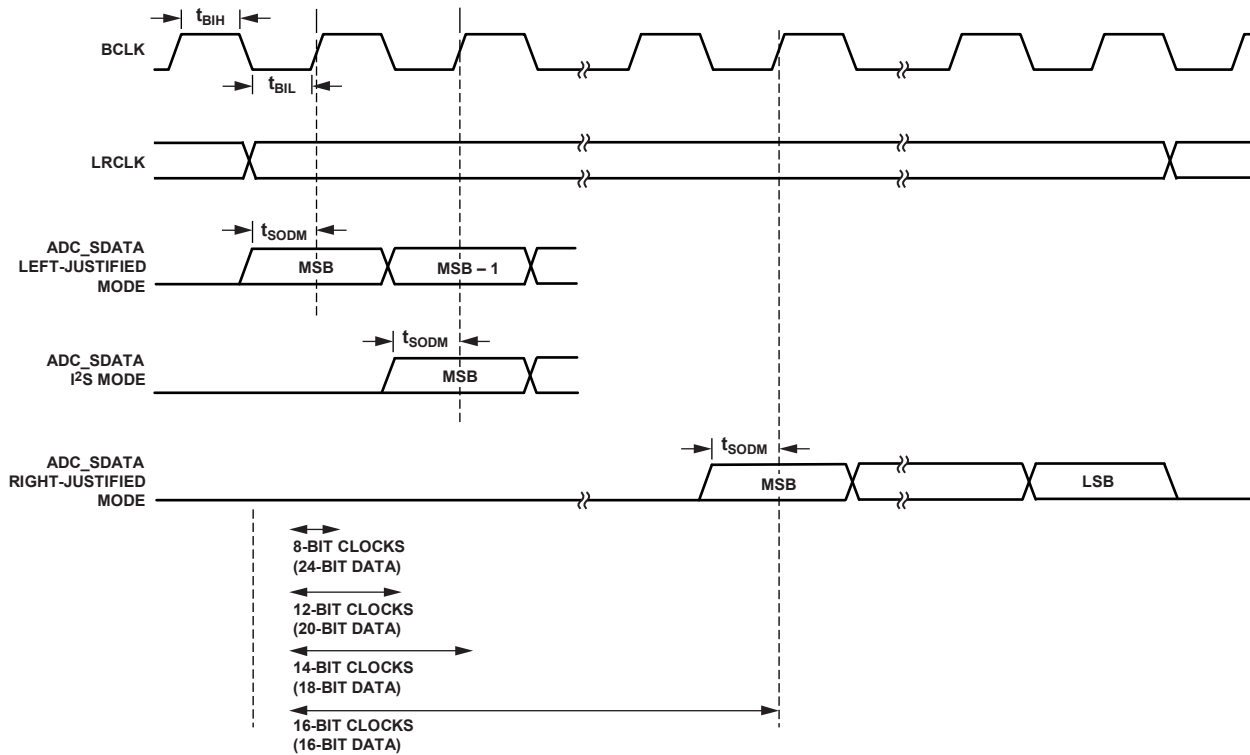 tBIH
BCLK
tBIL
LRCLK
tSODM
ADC_SDATA
LEFT-JUSTIFIED
MODE
MSB
MSB – 1
tSODM
ADC_SDATA
I2S MODE
MSB
tSODM
ADC_SDATA
RIGHT-JUSTIFIED
MODE
MSB
LSB
8-BIT CLOCKS
(24-BIT DATA)
12-BIT CLOCKS
(20-BIT DATA)
14-BIT CLOCKS
(18-BIT DATA)
16-BIT CLOCKS
(16-BIT DATA)